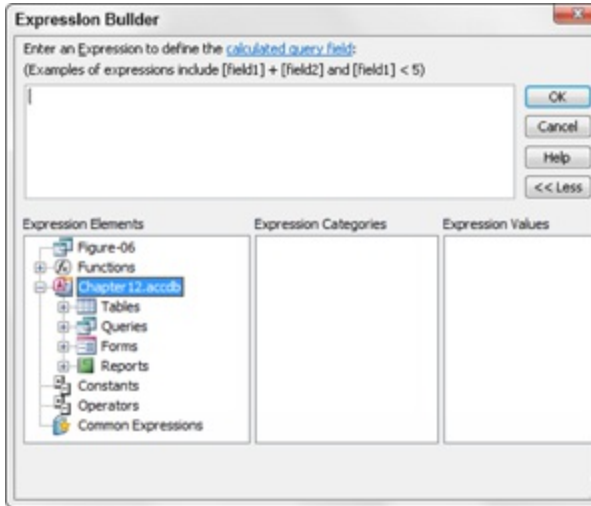 Expression Builder
Enter an Expression to define the calculated query field:
(Examples of expressions include [field1] + [field2] and [field1] < 5)
OK
Cancel
Help
<< Less
Expression Elements
Expression Categories
Expression Values
Figure-06
Functions
Chapter12.accdb
Tables
Queries
Forms
Reports
Constants
Operators
Common Expressions